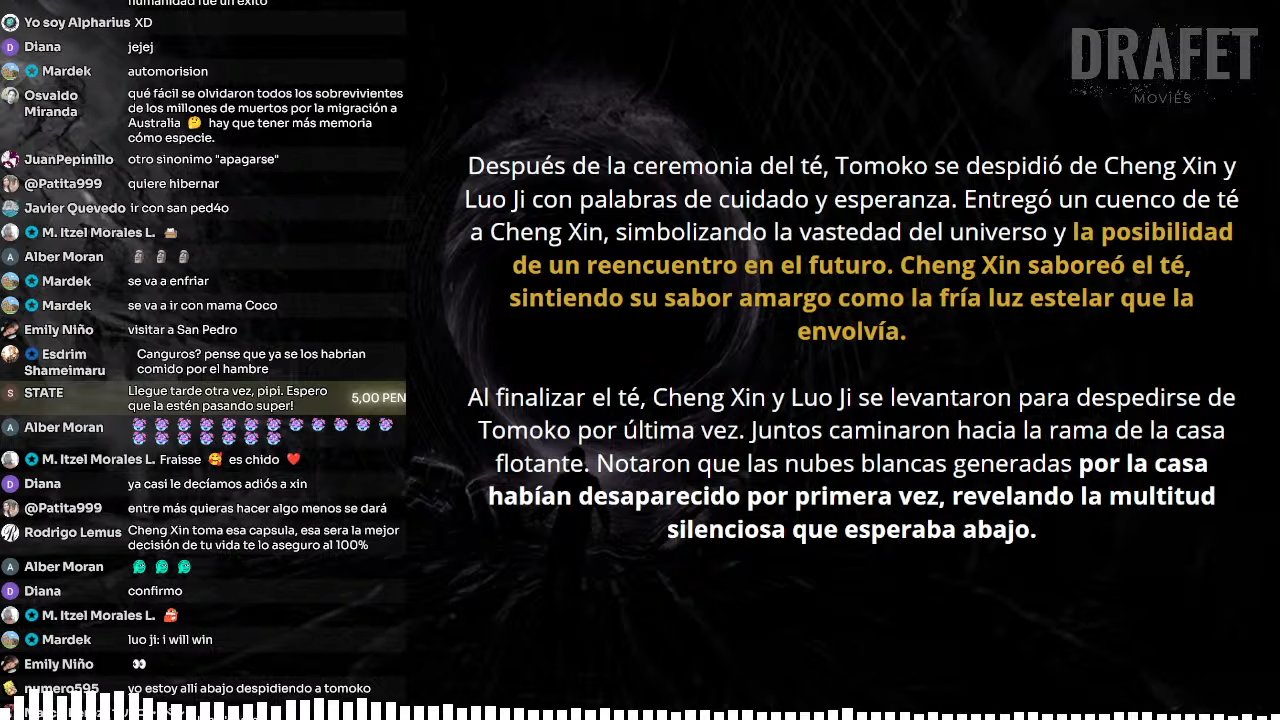 humanidad fue un éxito
Yo soy Alpharius XD
Diana jejej
Mardek automorision
Osvaldo Miranda qué fácil se olvidaron todos los sobrevivientes
de los millones de muertos por la migración a
Australia 🤔 hay que tener más memoria
cómo especie.
JuanPepinillo otro sinonimo "apagarse"
@Patita999 quiere hibernar
Javier Quevedo ir con san ped4o
M. Itzel Morales L.
Alber Moran 🗿 🗿 🗿
Mardek se va a enfriar
Mardek se va a ir con mama Coco
Emily Niño visitar a San Pedro
Esdrim Shameimaru Canguros? pense que ya se los habrian
comido por el hambre
STATE Llegue tarde otra vez, pipi. Espero
que la estén pasando super! 5,00 PEN
Alber Moran
M. Itzel Morales L. Fraisse 🥰 es chido ❤️
Diana ya casi le decíamos adiós a xin
@Patita999 entre más quieras hacer algo menos se dará
Rodrigo Lemus Cheng Xin toma esa capsula, esa sera la mejor
decisión de tu vida te lo aseguro al 100%
Alber Moran
Diana confirmo
M. Itzel Morales L.
Mardek luo ji: i will win
Emily Niño 👀
numero595 yo estoy allí abajo despidiendo a tomoko
DRAFET
MOVIES
Después de la ceremonia del té, Tomoko se despidió de Cheng Xin y
Luo Ji con palabras de cuidado y esperanza. Entregó un cuenco de té
a Cheng Xin, simbolizando la vastedad del universo y la posibilidad
de un reencuentro en el futuro. Cheng Xin saboreó el té,
sintiendo su sabor amargo como la fría luz estelar que la
envolvía.
Al finalizar el té, Cheng Xin y Luo Ji se levantaron para despedirse de
Tomoko por última vez. Juntos caminaron hacia la rama de la casa
flotante. Notaron que las nubes blancas generadas por la casa
habían desaparecido por primera vez, revelando la multitud
silenciosa que esperaba abajo.